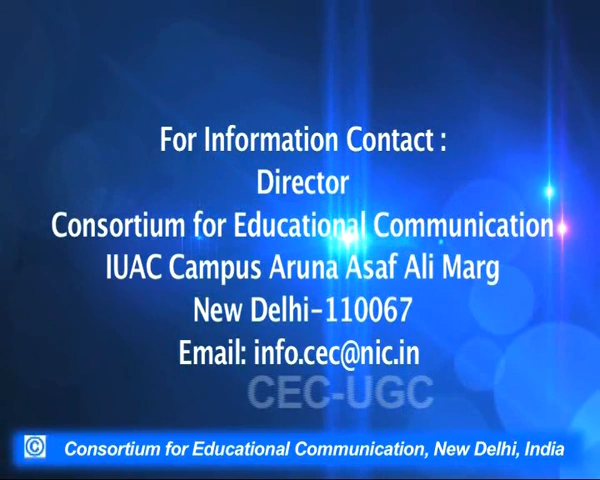 For Information Contact :
Director
Consortium for Educational Communication
IUAC Campus Aruna Asaf Ali Marg
New Delhi-110067
Email: info.cec@nic.in
CEC-UGC
© Consortium for Educational Communication, New Delhi, India